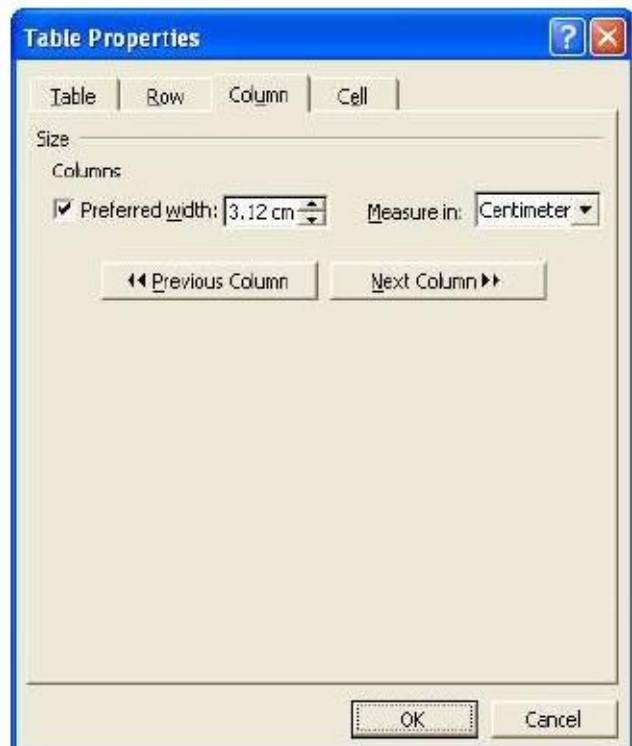 Table Properties
Table Row Column Cell
Size
Columns
Preferred width: 3.12 cm Measure in: Centimeter
Previous Column Next Column
OK Cancel